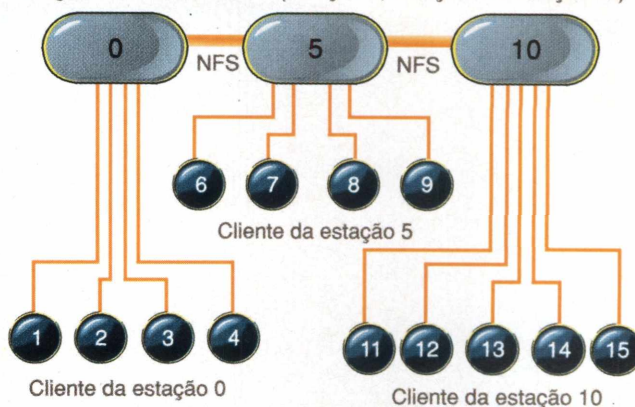 0 5 10
NFS NFS
6 7 8 9
Cliente da estação 5
1 2 3 4
11 12 13 14 15
Cliente da estação 0
Cliente da estação 10